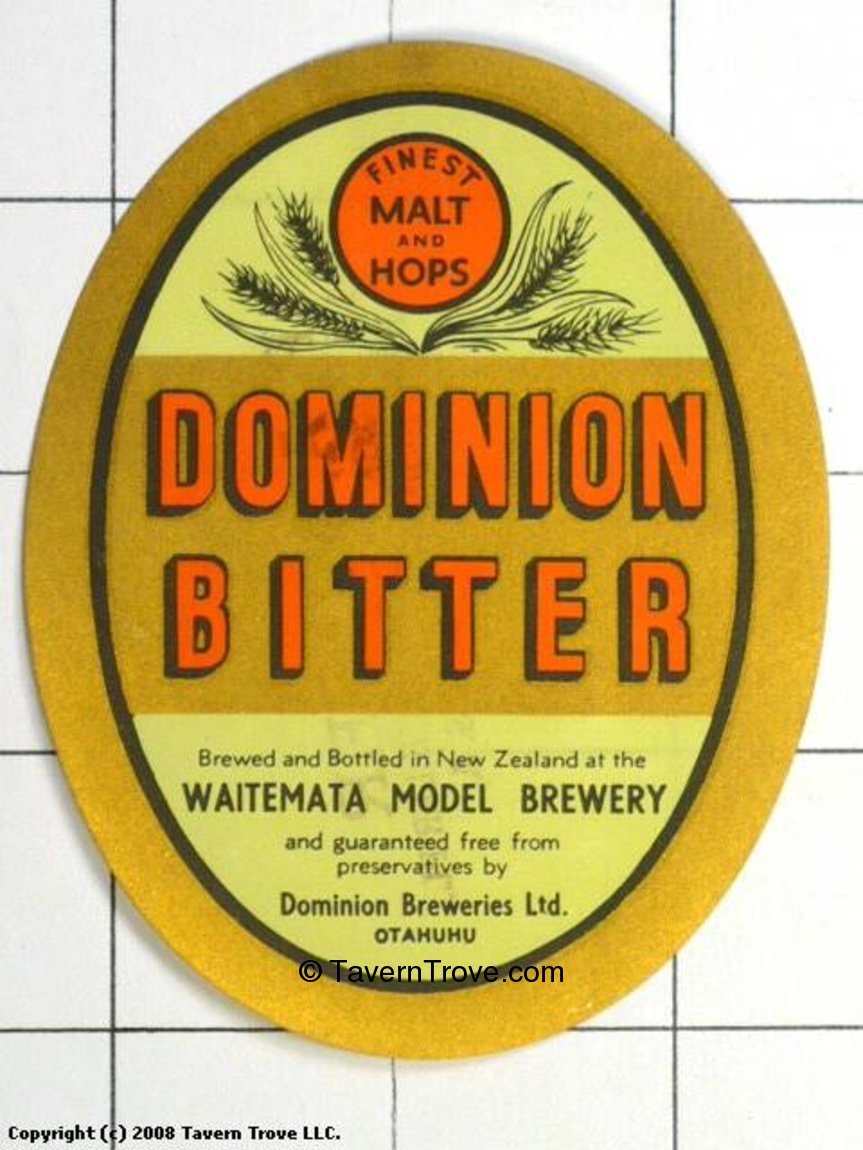 FINEST
MALT
AND
HOPS
DOMINION
BITTER
Brewed and Bottled in New Zealand at the
WAITEMATA MODEL BREWERY
and guaranteed free from
preservatives by
Dominion Breweries Ltd.
OTAHUHU
© TavernTrove.com
Copyright (c) 2008 Tavern Trove LLC.